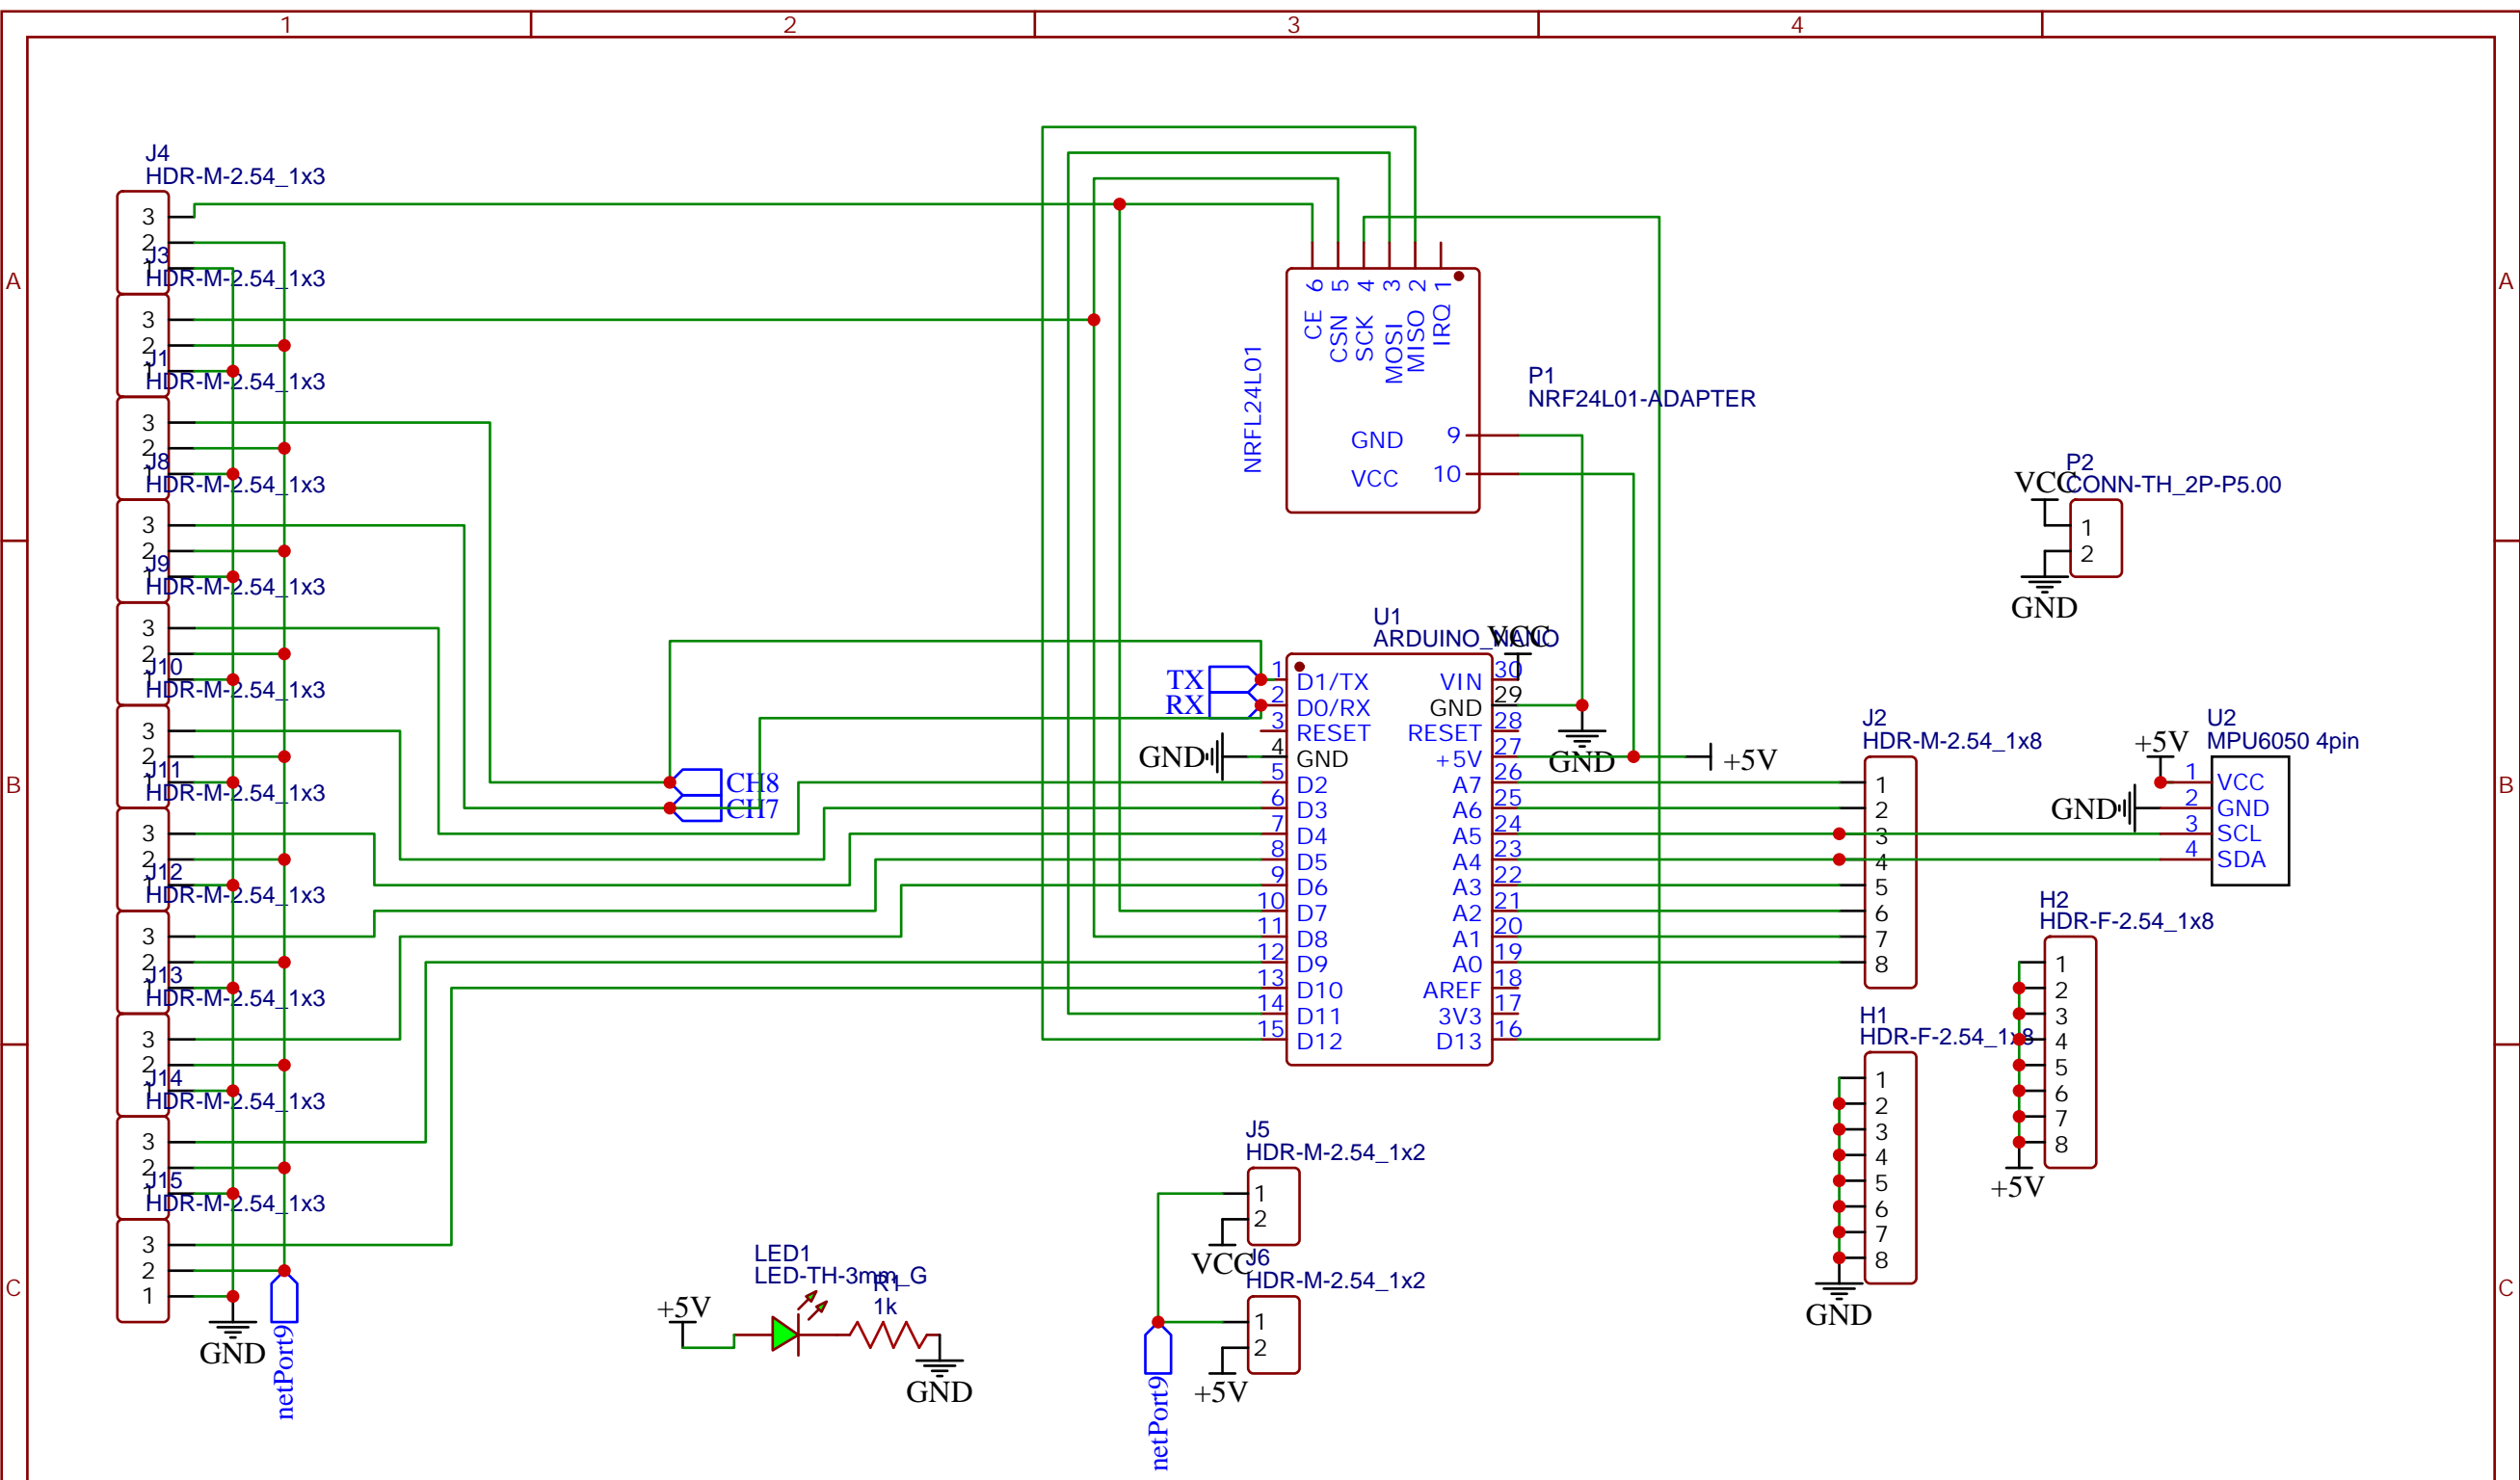 1
2
3
4
A
A
B
B
C
C
J4
HDR-M-2.54_1x3
3
2
1
J3
HDR-M-2.54_1x3
3
2
1
J1
HDR-M-2.54_1x3
3
2
1
J8
HDR-M-2.54_1x3
3
2
1
J9
HDR-M-2.54_1x3
3
2
1
J10
HDR-M-2.54_1x3
3
2
1
J11
HDR-M-2.54_1x3
3
2
1
J12
HDR-M-2.54_1x3
3
2
1
J13
HDR-M-2.54_1x3
3
2
1
J14
HDR-M-2.54_1x3
3
2
1
J15
HDR-M-2.54_1x3
3
2
1
GND
netPort9
NRFL24L01
6 5 4 3 2 1
CE CSN SCK MOSI MISO IRQ
GND 9
VCC 10
P1
NRF24L01-ADAPTER
P2
CONN-TH_2P-P5.00
VCC
1
2
GND
U1
ARDUINO_NANO
VCC
TX
RX
GND
CH8
CH7
1 D1/TX VIN 30
2 D0/RX GND 29
3 RESET RESET 28
4 GND +5V 27
5 D2 A7 26
6 D3 A6 25
7 D4 A5 24
8 D5 A4 23
9 D6 A3 22
10 D7 A2 21
11 D8 A1 20
12 D9 A0 19
13 D10 AREF 18
14 D11 3V3 17
15 D12 D13 16
GND
+5V
J2
HDR-M-2.54_1x8
1
2
3
4
5
6
7
8
U2
MPU6050 4pin
+5V
GND
1 VCC
2 GND
3 SCL
4 SDA
H2
HDR-F-2.54_1x8
1
2
3
4
5
6
7
8
+5V
H1
HDR-F-2.54_1x8
1
2
3
4
5
6
7
8
GND
J5
HDR-M-2.54_1x2
1
2
VCC
J6
HDR-M-2.54_1x2
1
2
+5V
netPort9
LED1
LED-TH-3mm_G
R1
1k
+5V
GND